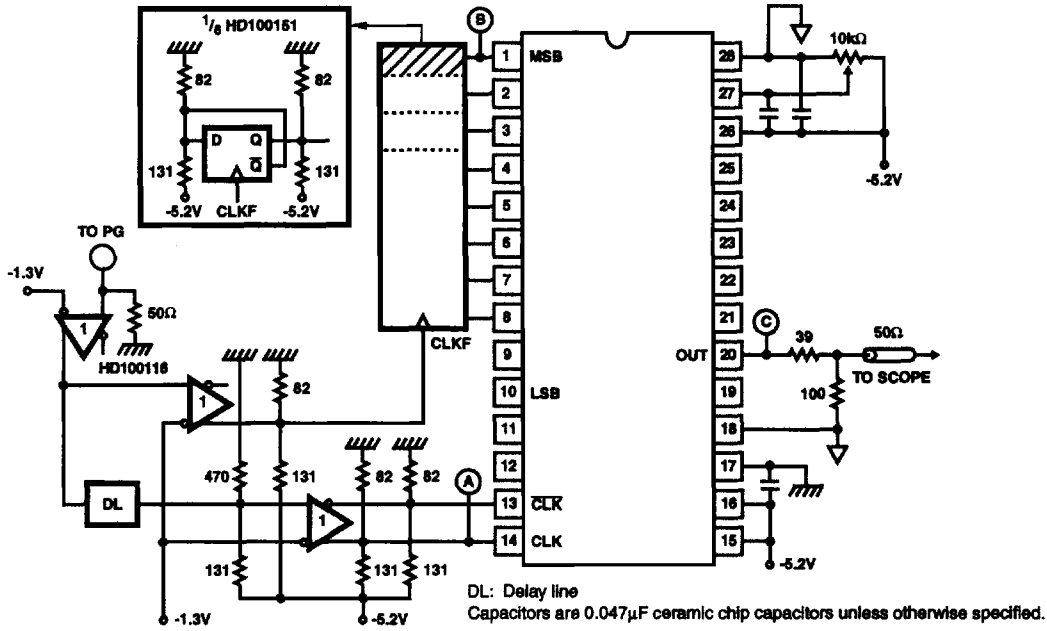 1/6 HD100151
82
82
D Q
Q̅
131
131
-5.2V
CLKF
-5.2V
B
1 MSB
2
3
4
5
6
7
8
9
10 LSB
11
12
13 C̅L̅K̅
14 CLK
28
27
26
25
24
23
22
21
OUT 20
19
18
17
16
15
10kΩ
-5.2V
TO PG
-1.3V
1
50Ω
HD100116
CLKF
1
82
470
131
82
82
A
DL
1
131
131
131
-1.3V
-5.2V
C
39
50Ω
TO SCOPE
100
-5.2V
DL: Delay line
Capacitors are 0.047μF ceramic chip capacitors unless otherwise specified.